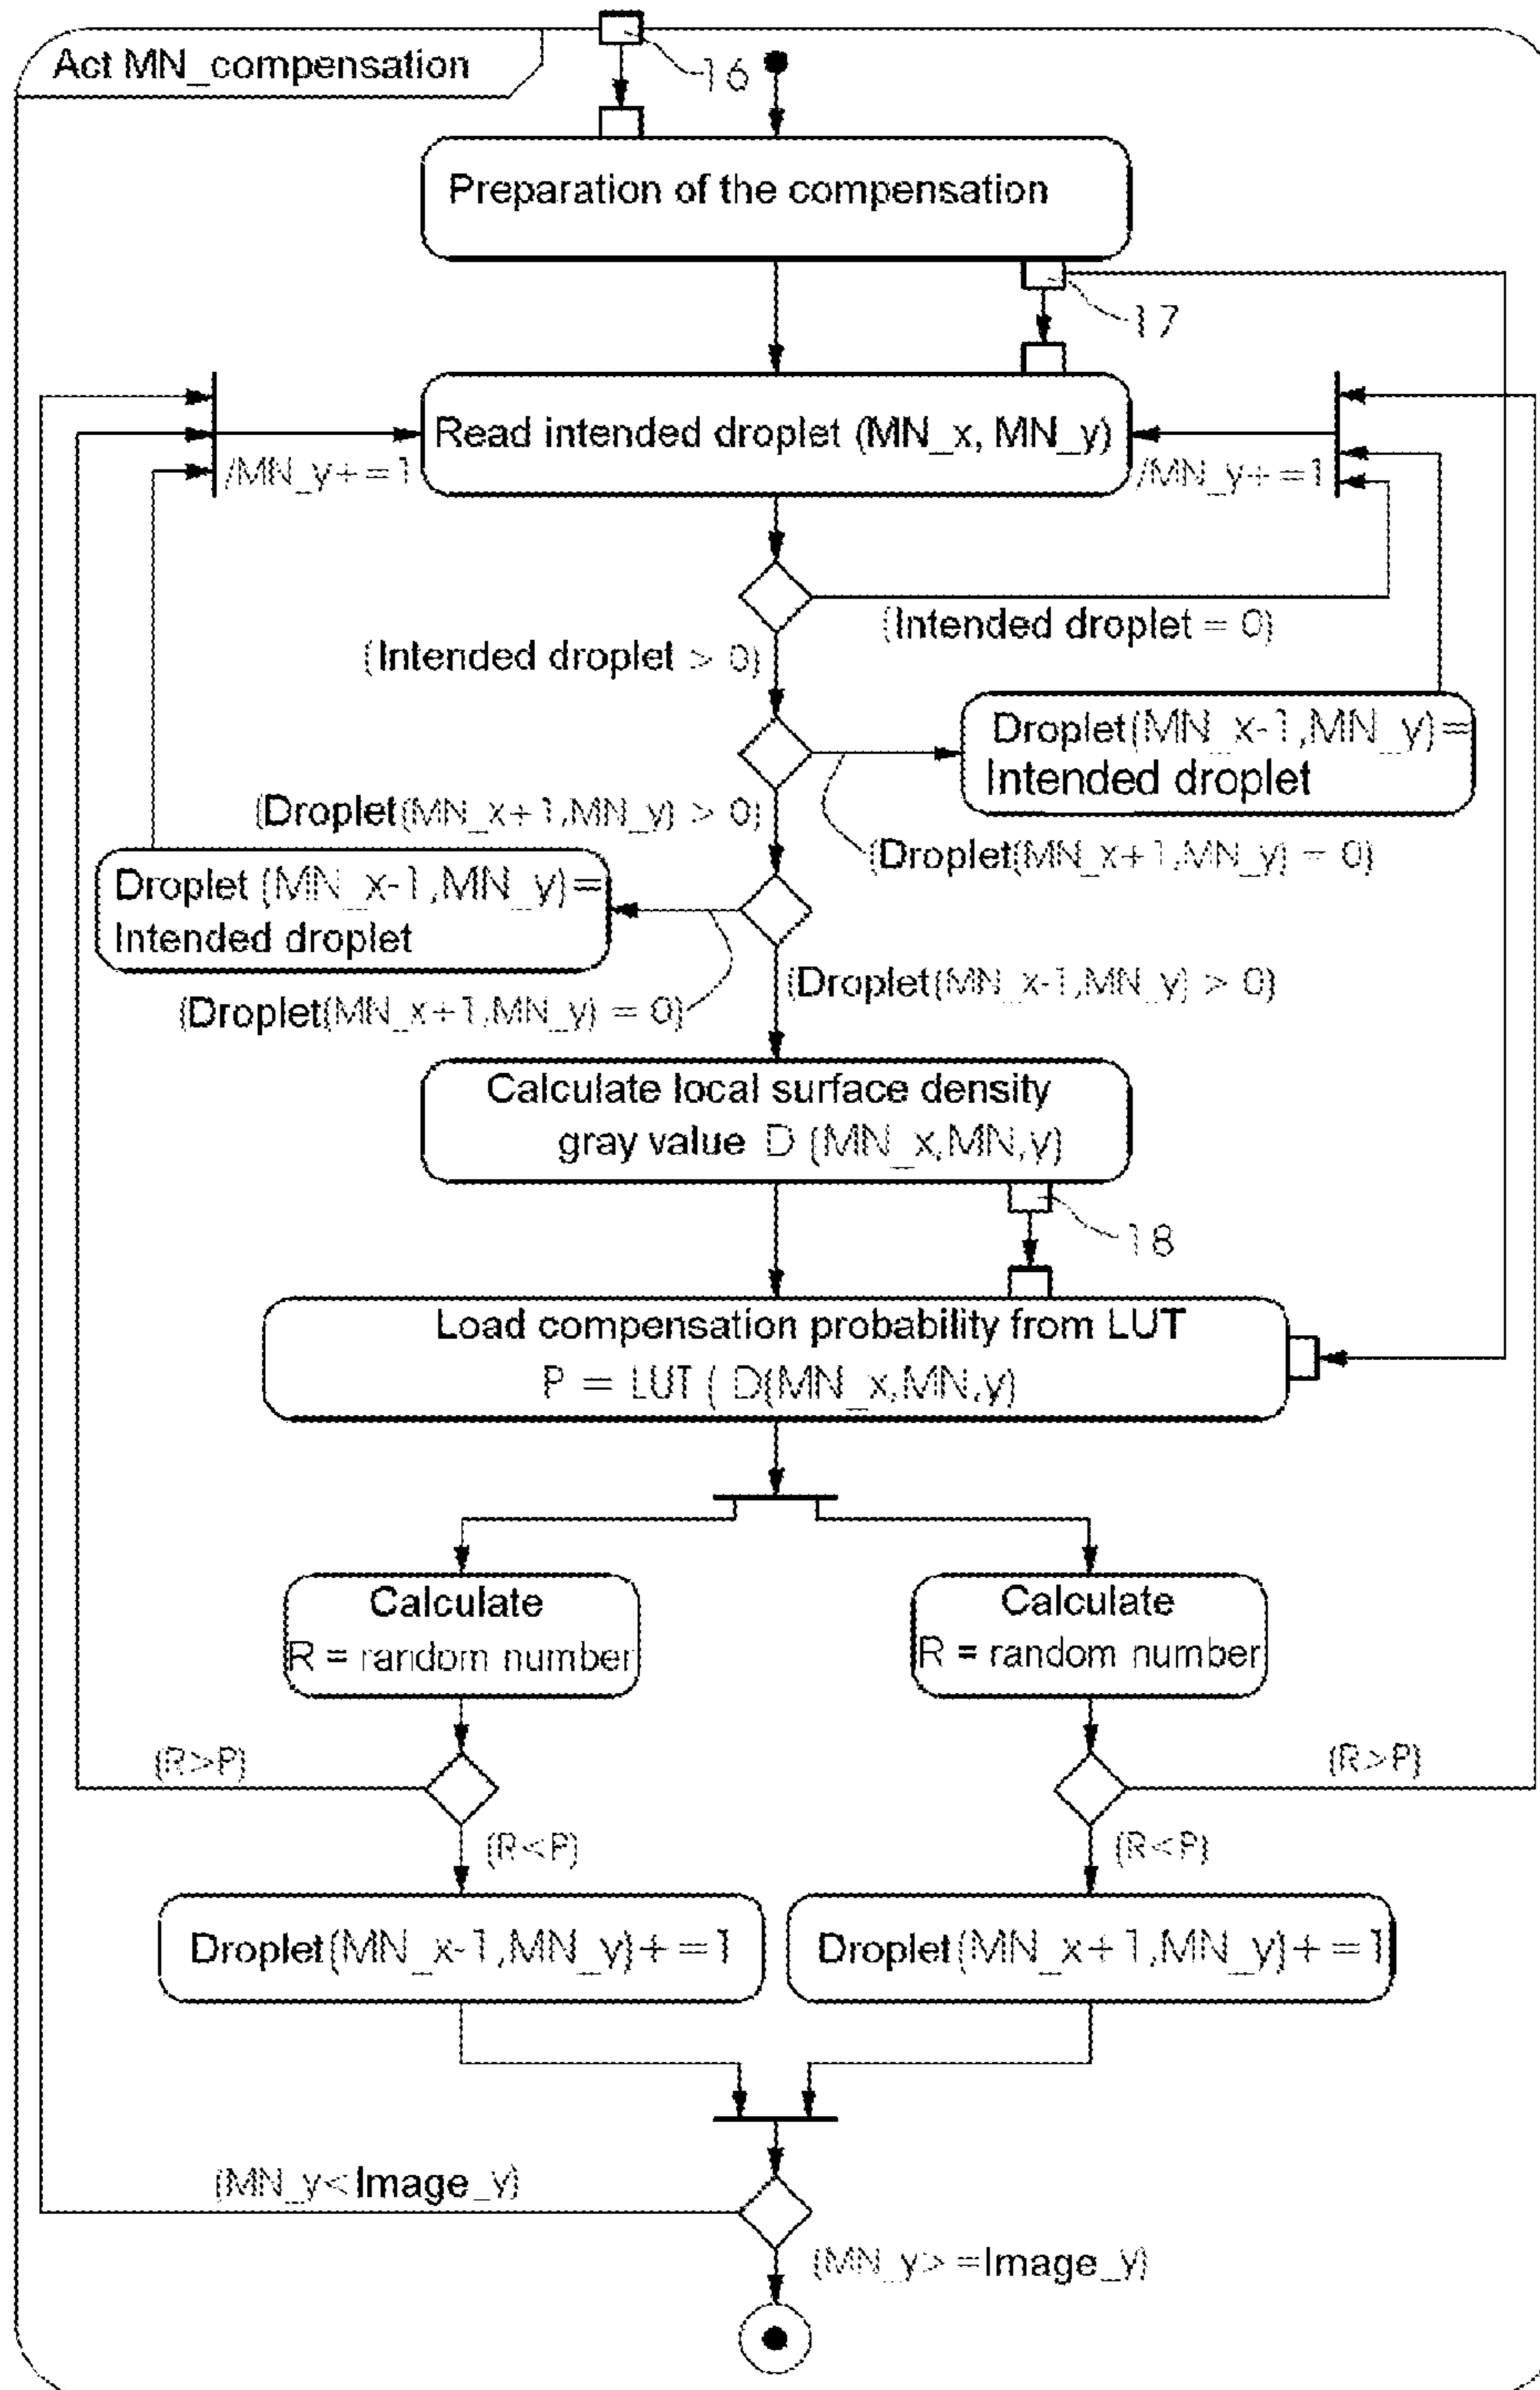 Act MN_compensation
16
Preparation of the compensation
17
Read intended droplet (MN_x, MN_y)
/MN_y+=1
/MN_y+=1
{Intended droplet = 0}
{Intended droplet > 0}
Droplet(MN_x-1,MN_y)=
Intended droplet
{Droplet(MN_x+1,MN_y) > 0}
{Droplet(MN_x+1,MN_y) = 0}
Droplet (MN_x-1,MN_y)=
Intended droplet
{Droplet(MN_x-1,MN_y) > 0}
{Droplet(MN_x+1,MN_y) = 0}
Calculate local surface density
gray value D (MN_x,MN,y)
18
Load compensation probability from LUT
P = LUT ( D(MN_x,MN,y)
Calculate
R = random number
Calculate
R = random number
{R>P}
{R>P}
{R<P}
{R<P}
Droplet(MN_x-1,MN_y)+=1
Droplet(MN_x+1,MN_y)+=1
{MN_y<Image_y}
{MN_y>=Image_y}